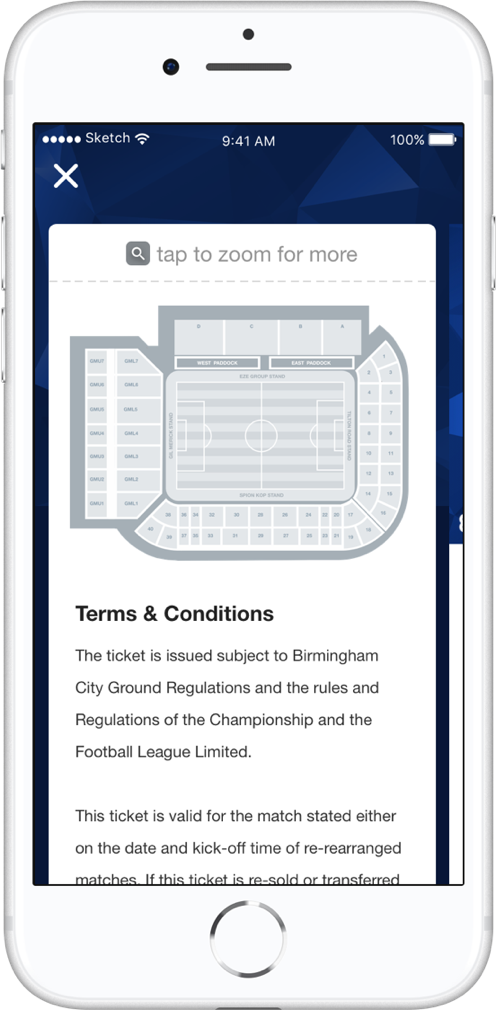 Sketch
9:41 AM
100%
tap to zoom for more
D C B A
WEST PADDOCK EAST PADDOCK
GMU7 GML7
GMU6 GML6
GMU5 GML5
GMU4 GML4
GMU3 GML3
GMU2 GML2
GMU1 GML1
GIL MERRICK STAND
SPION KOP STAND
Terms & Conditions
The ticket is issued subject to Birmingham
City Ground Regulations and the rules and
Regulations of the Championship and the
Football League Limited.
This ticket is valid for the match stated either
on the date and kick-off time of re-rearranged
matches. If this ticket is re-sold or transferred